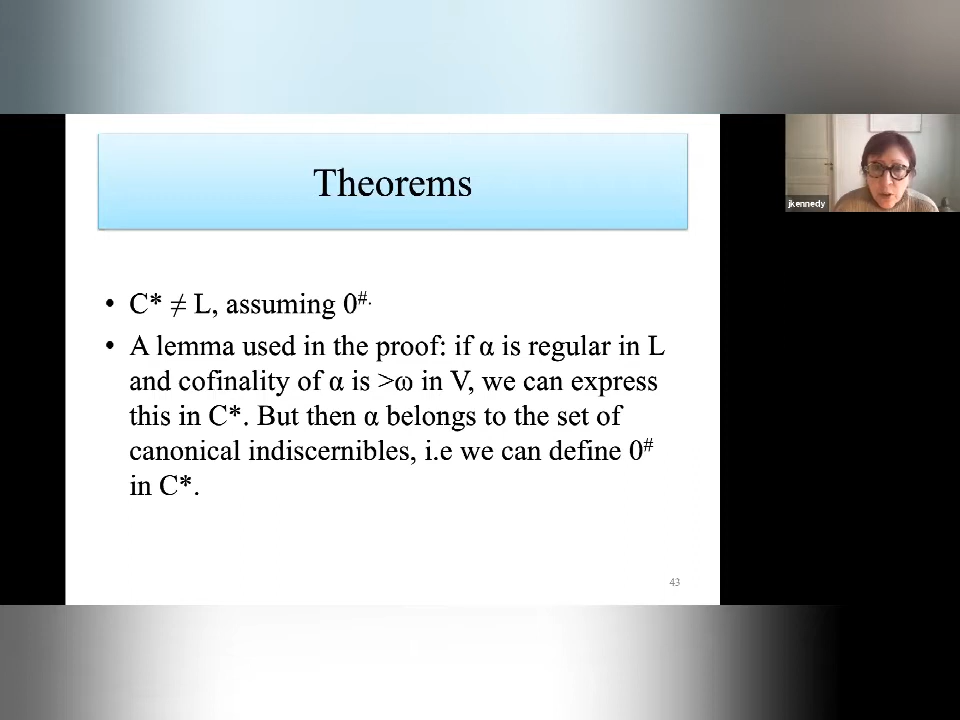 Theorems
• C* ≠ L, assuming 0#.
• A lemma used in the proof: if α is regular in L
and cofinality of α is >ω in V, we can express
this in C*. But then α belongs to the set of
canonical indiscernibles, i.e we can define 0#
in C*.
43
jkennedy